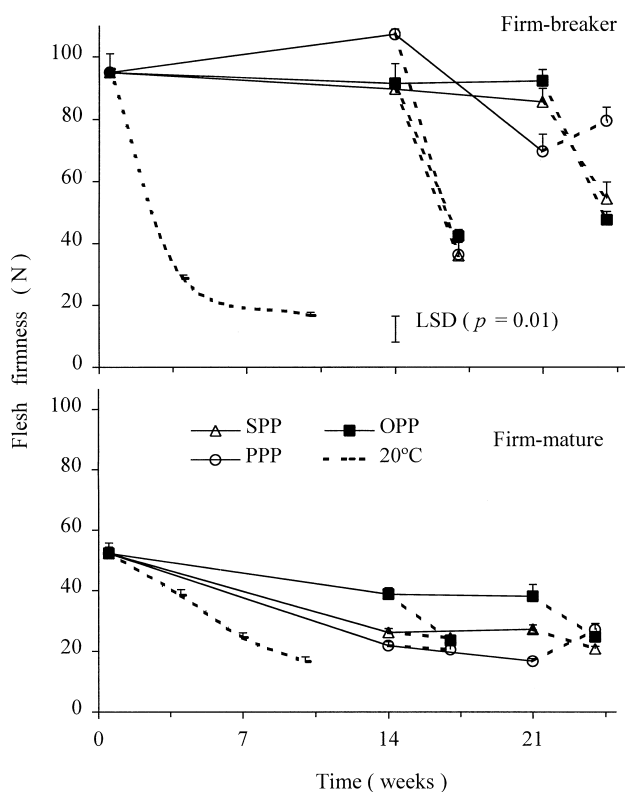 Firm-breaker
100
80
60
40
20
0
LSD ( p = 0.01)
Flesh firmness ( N )
100
80
60
40
20
0
SPP
OPP
PPP
20ºC
Firm-mature
0 7 14 21
Time ( weeks )